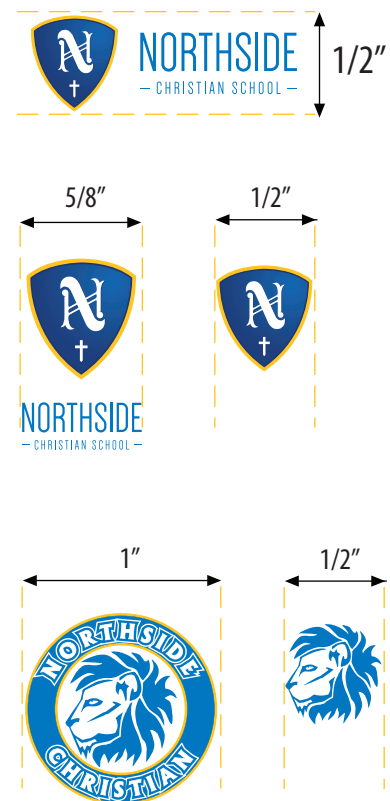 N
NORTHSIDE
– CHRISTIAN SCHOOL –
1/2”
5/8”
1/2”
N
N
NORTHSIDE
– CHRISTIAN SCHOOL –
1”
1/2”
NORTHSIDE
CHRISTIAN